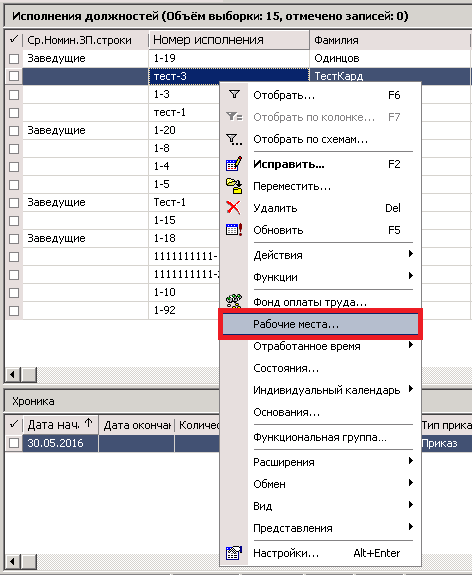 Исполнения должностей (Объём выборки: 15, отмечено записей: 0)
✓ Ср.Номин.ЗП.строки Номер исполнения Фамилия
Заведущие 1-19 Одинцов
тест-3 ТестКард
1-3
тест-1
Заведущие 1-20
1-8
1-4
1-5
Заведущие Тест-1
1-15
Заведущие 1-18
1111111111-
1111111111-2
1-10
1-92
Отобрать... F6
Отобрать по колонке... F7
Отобрать по схемам...
Исправить... F2
Переместить...
Удалить Del
Обновить F5
Действия
Функции
Фонд оплаты труда...
Рабочие места...
Отработанное время
Состояния...
Индивидуальный календарь
Основания...
Функциональная группа...
Расширения
Обмен
Вид
Представления
Настройки... Alt+Enter
Хроника
✓ Дата нач. ↑ Дата окончан Количес Тип прика
30.05.2016 Приказ